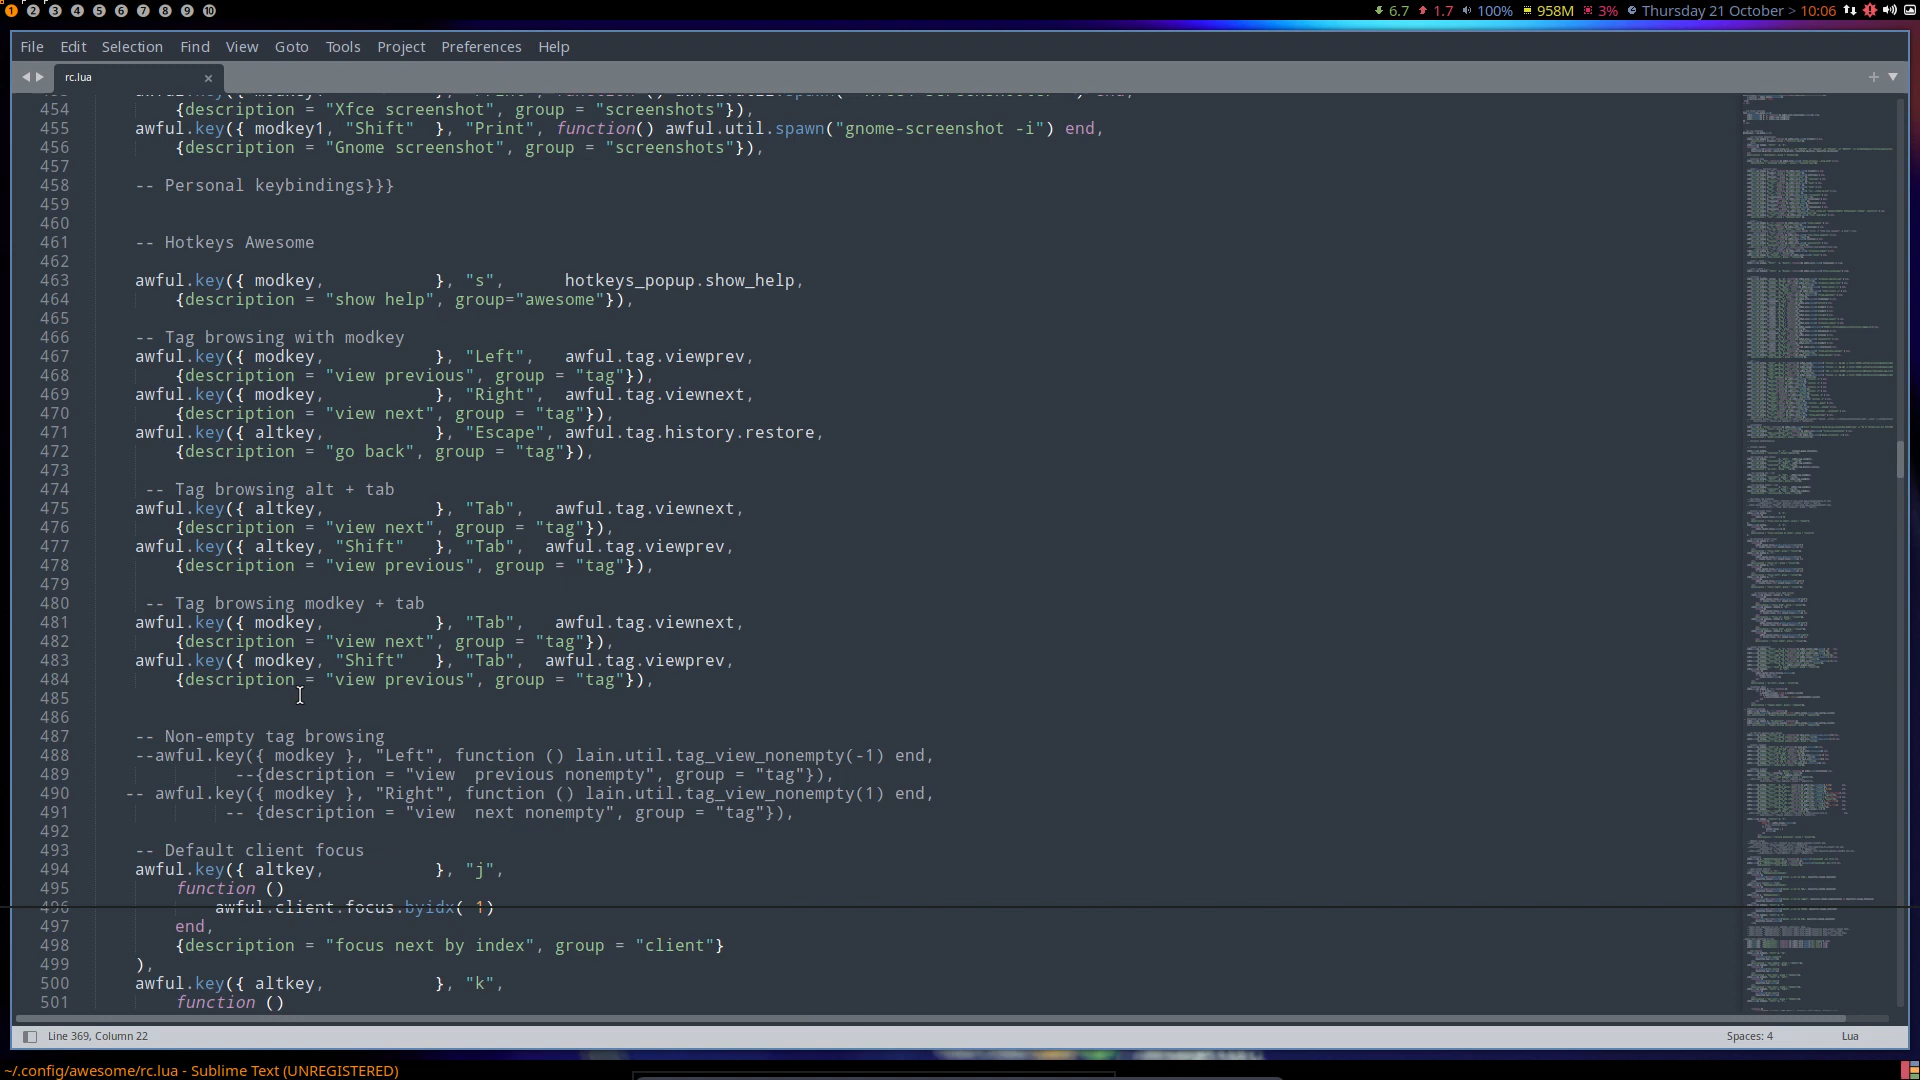 1 2 3 4 5 6 7 8 9 10 6.7 1.7 100% 958M 3% Thursday 21 October > 10:06
File Edit Selection Find View Goto Tools Project Preferences Help
rc.lua
454 {description = "Xfce screenshot", group = "screenshots"}),
455 awful.key({ modkey1, "Shift" }, "Print", function() awful.util.spawn("gnome-screenshot -i") end,
456 {description = "Gnome screenshot", group = "screenshots"}),
457
458 -- Personal keybindings}}}
459
460
461 -- Hotkeys Awesome
462
463 awful.key({ modkey, }, "s", hotkeys_popup.show_help,
464 {description = "show help", group="awesome"}),
465
466 -- Tag browsing with modkey
467 awful.key({ modkey, }, "Left", awful.tag.viewprev,
468 {description = "view previous", group = "tag"}),
469 awful.key({ modkey, }, "Right", awful.tag.viewnext,
470 {description = "view next", group = "tag"}),
471 awful.key({ altkey, }, "Escape", awful.tag.history.restore,
472 {description = "go back", group = "tag"}),
473
474 -- Tag browsing alt + tab
475 awful.key({ altkey, }, "Tab", awful.tag.viewnext,
476 {description = "view next", group = "tag"}),
477 awful.key({ altkey, "Shift" }, "Tab", awful.tag.viewprev,
478 {description = "view previous", group = "tag"}),
479
480 -- Tag browsing modkey + tab
481 awful.key({ modkey, }, "Tab", awful.tag.viewnext,
482 {description = "view next", group = "tag"}),
483 awful.key({ modkey, "Shift" }, "Tab", awful.tag.viewprev,
484 {description = "view previous", group = "tag"}),
485
486
487 -- Non-empty tag browsing
488 --awful.key({ modkey }, "Left", function () lain.util.tag_view_nonempty(-1) end,
489 --{description = "view  previous nonempty", group = "tag"}),
490 -- awful.key({ modkey }, "Right", function () lain.util.tag_view_nonempty(1) end,
491 -- {description = "view  next nonempty", group = "tag"}),
492
493 -- Default client focus
494 awful.key({ altkey, }, "j",
495 function ()
496 awful.client.focus.byidx( 1)
497 end,
498 {description = "focus next by index", group = "client"}
499 ),
500 awful.key({ altkey, }, "k",
501 function ()
Line 369, Column 22 Spaces: 4 Lua
~/.config/awesome/rc.lua - Sublime Text (UNREGISTERED)